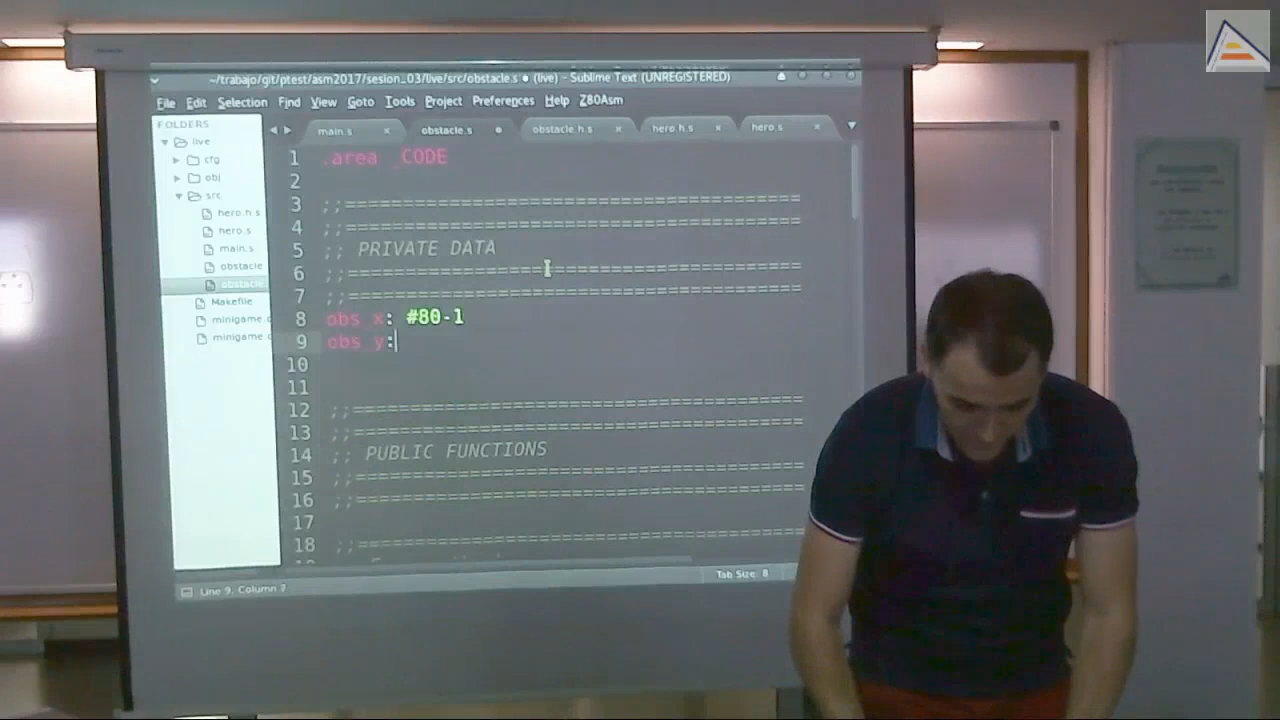 ~/trabajo/git/ptest/asm2017/sesion_03/live/src/obstacle.s • (live) - Sublime Text (UNREGISTERED)
File Edit Selection Find View Goto Tools Project Preferences Help Z80Asm
FOLDERS
live
cfg
obj
src
hero.h.s
hero.s
main.s
obstacle
obstacle
Makefile
minigame.
minigame.
main.s × obstacle.s • obstacle.h.s × hero.h.s × hero.s ×
1 .area _CODE
2
3 ;;=======================================
4 ;;=======================================
5 ;; PRIVATE DATA
6 ;;=======================================
7 ;;=======================================
8 obs_x: #80-1
9 obs_y:
10
11
12 ;;=======================================
13 ;;=======================================
14 ;; PUBLIC FUNCTIONS
15 ;;=======================================
16 ;;=======================================
17
18 ;;=======================================
Line 9, Column 7
Tab Size: 8